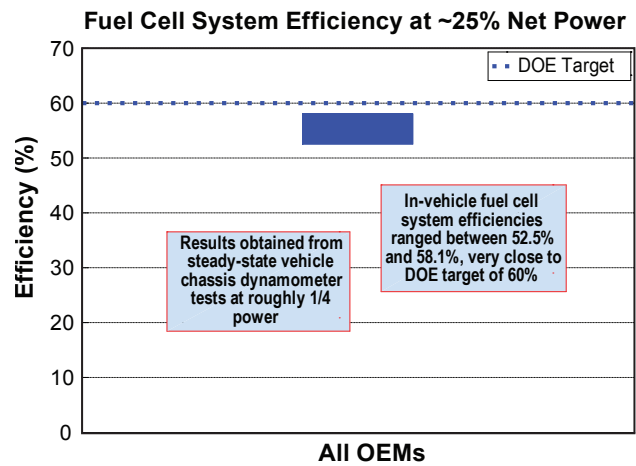 Fuel Cell System Efficiency at ~25% Net Power
70
DOE Target
60
50
40
30
20
10
0
Efficiency (%)
In-vehicle fuel cell
system efficiencies
ranged between 52.5%
and 58.1%, very close to
DOE target of 60%
Results obtained from
steady-state vehicle
chassis dynamometer
tests at roughly 1/4
power
All OEMs